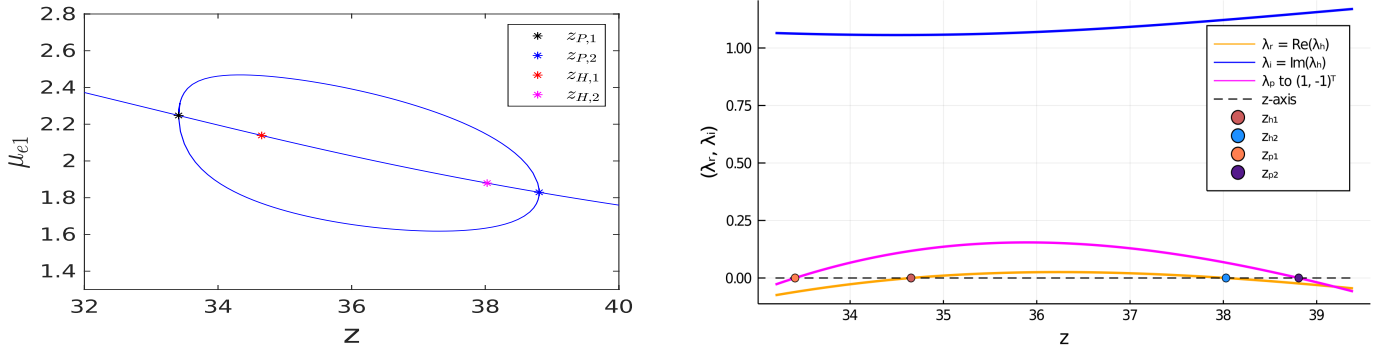 2.8
2.6
2.4
2.2
2
1.8
1.6
1.4
μe1
32
34
36
38
40
z
zP,1
zP,2
zH,1
zH,2
1.00
0.75
0.50
0.25
0.00
(λr, λi)
34
35
36
37
38
39
z
λr = Re(λh)
λi = Im(λh)
λp to (1, -1)ᵀ
z-axis
zh1
zh2
zp1
zp2